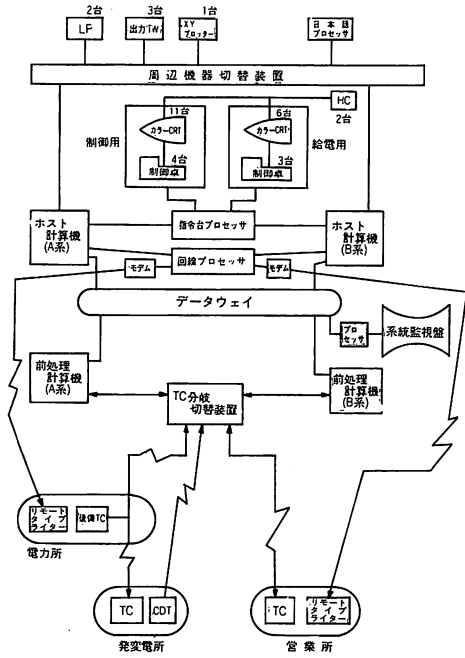 2台
3台
1台
LP
出力TW
XY
プロッター
日本語
プロセッサ
周辺機器切替装置
HC
2台
11台
カラーCRT
6台
カラーCRT
制御用
給電用
4台
制御卓
3台
制御卓
ホスト
計算機
(A系)
指令台プロセッサ
ホスト
計算機
(B系)
回線プロセッサ
モデム
モデム
データウェイ
プロ
セッサ
系統監視盤
前処理
計算機
(A系)
TC分岐
切替装置
前処理
計算機
(B系)
リモート
タイプ
ライター
後備TC
電力所
TC
CDT
発変電所
TC
リモート
タイプ
ライター
営業所